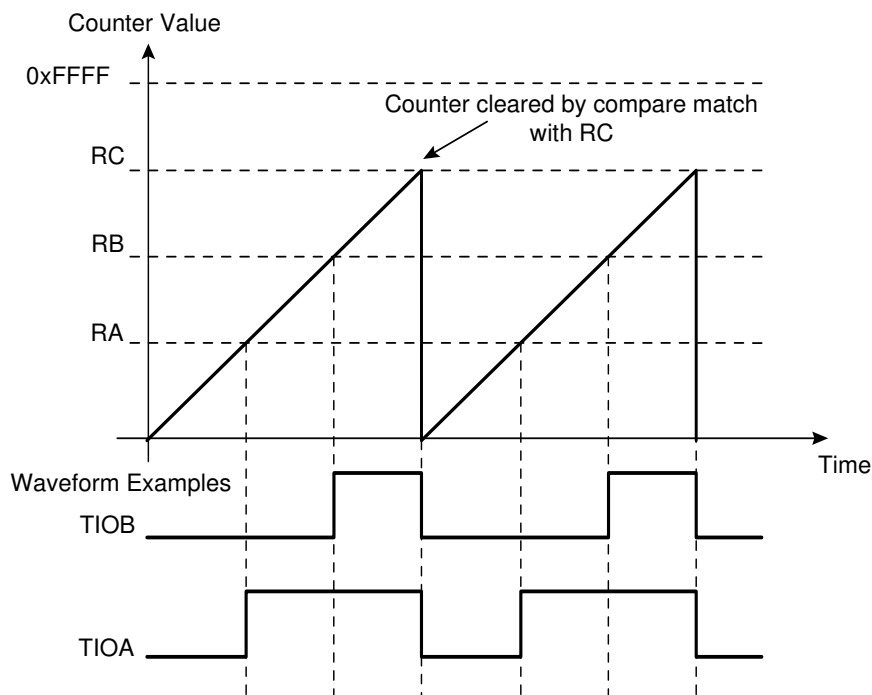 Counter Value
0xFFFF
Counter cleared by compare match
with RC
RC
RB
RA
Time
Waveform Examples
TIOB
TIOA